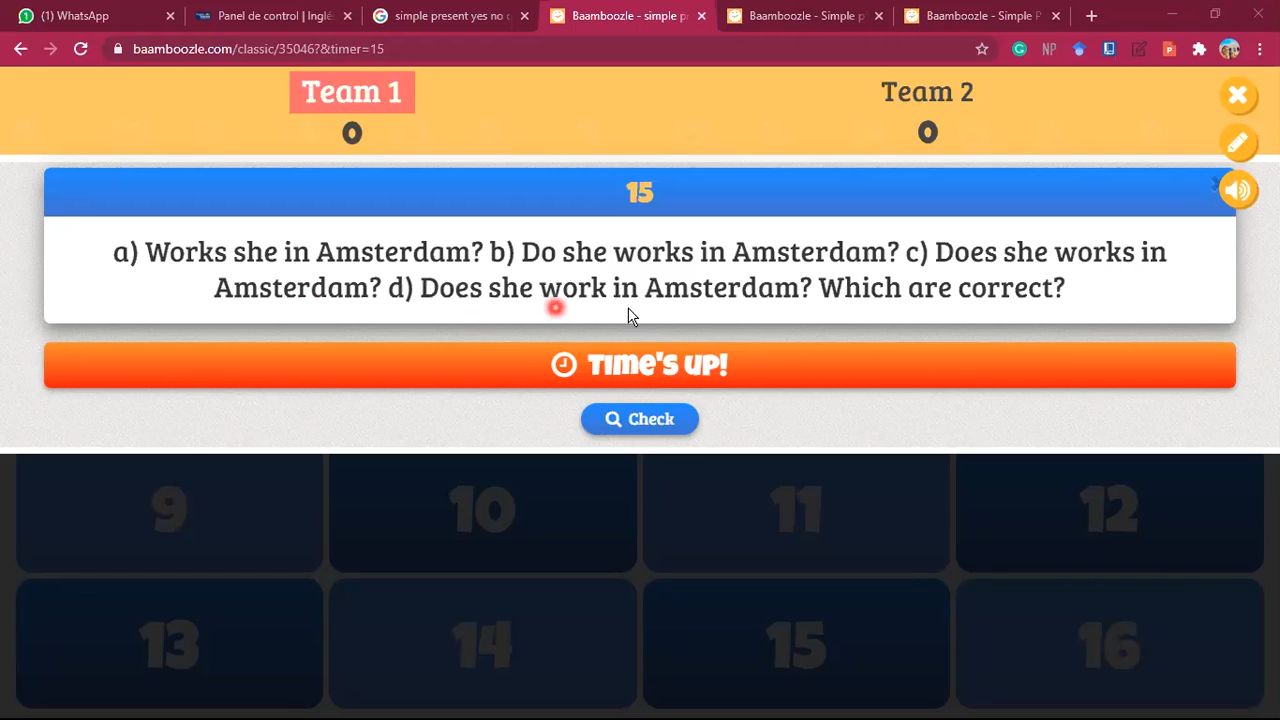 (1) WhatsApp
Panel de control | Inglé
simple present yes no q
Baamboozle - simple pr
Baamboozle - Simple p
Baamboozle - Simple P
baamboozle.com/classic/35046?&timer=15
NP
Team 1
Team 2
0
0
15
a) Works she in Amsterdam? b) Do she works in Amsterdam? c) Does she works in
Amsterdam? d) Does she work in Amsterdam? Which are correct?
Time's up!
Check
9
10
11
12
13
14
15
16